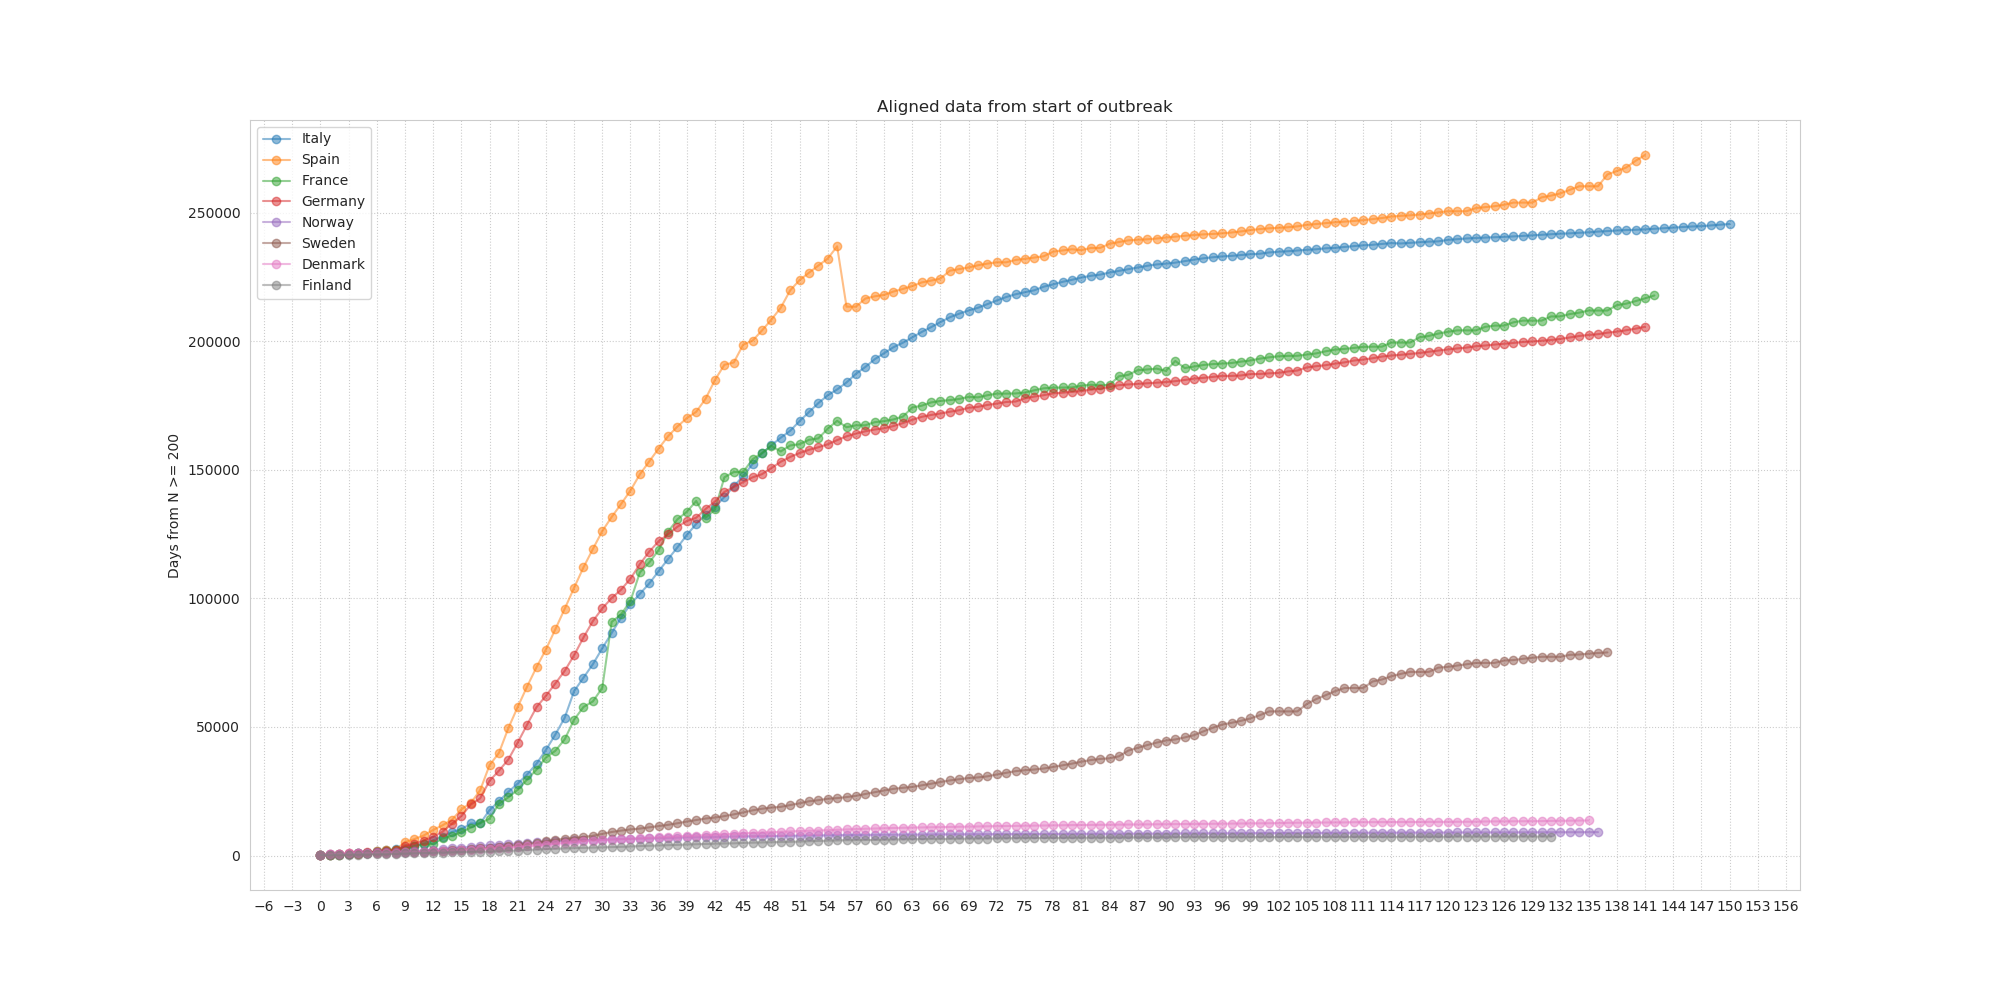 Aligned data from start of outbreak
Italy
Spain
France
Germany
Norway
Sweden
Denmark
Finland
250000
200000
150000
100000
50000
0
Days from N >= 200
−6 −3 0 3 6 9 12 15 18 21 24 27 30 33 36 39 42 45 48 51 54 57 60 63 66 69 72 75 78 81 84 87 90 93 96 99 102 105 108 111 114 117 120 123 126 129 132 135 138 141 144 147 150 153 156